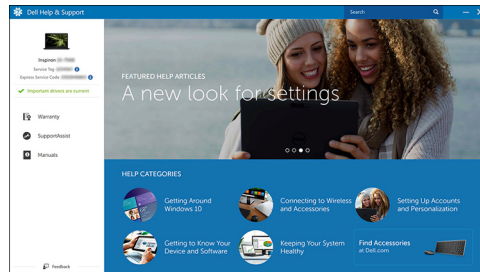 Dell Help & Support
Search
Inspiron
Service Tag
Express Service Code
Important drivers are current
Warranty
SupportAssist
Manuals
Feedback
FEATURED HELP ARTICLES
A new look for settings
HELP CATEGORIES
Getting Around
Windows 10
Connecting to Wireless
and Accessories
Setting Up Accounts
and Personalization
Getting to Know Your
Device and Software
Keeping Your System
Healthy
Find Accessories
at Dell.com